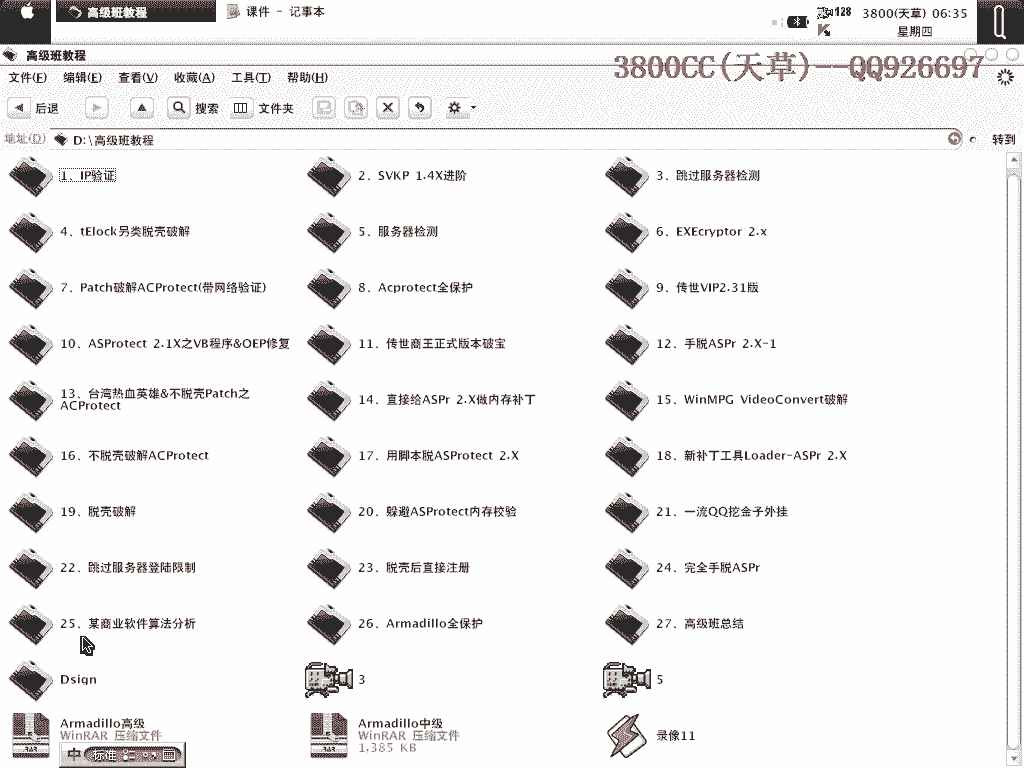 高级班教程
课件 - 记事本
128
3800(天草) 06:35
星期四
高级班教程
3800CC(天草)--QQ926697
文件(F) 编辑(E) 查看(V) 收藏(A) 工具(T) 帮助(H)
后退 搜索 文件夹
地址(D) D:\高级班教程 转到
1、IP验证
2、SVKP 1.4X进阶
3、跳过服务器检测
4、tElock另类脱壳破解
5、服务器检测
6、EXEcryptor 2.x
7、Patch破解ACProtect(带网络验证)
8、Acprotect全保护
9、传世VIP2.31版
10、ASProtect 2.1X之VB程序&OEP修复
11、传世商王正式版本破宝
12、手脱ASPr 2.X-1
13、台湾热血英雄&不脱壳Patch之
ACProtect
14、直接给ASPr 2.X做内存补丁
15、WinMPG VideoConvert破解
16、不脱壳破解ACProtect
17、用脚本脱ASProtect 2.X
18、新补丁工具Loader-ASPr 2.X
19、脱壳破解
20、躲避ASProtect内存校验
21、一流QQ挖金子外挂
22、跳过服务器登陆限制
23、脱壳后直接注册
24、完全手脱ASPr
25、某商业软件算法分析
26、Armadillo全保护
27、高级班总结
Dsign
3
5
Armadillo高级
WinRAR 压缩文件
Armadillo中级
WinRAR 压缩文件
1,385 KB
录像11
中 标准